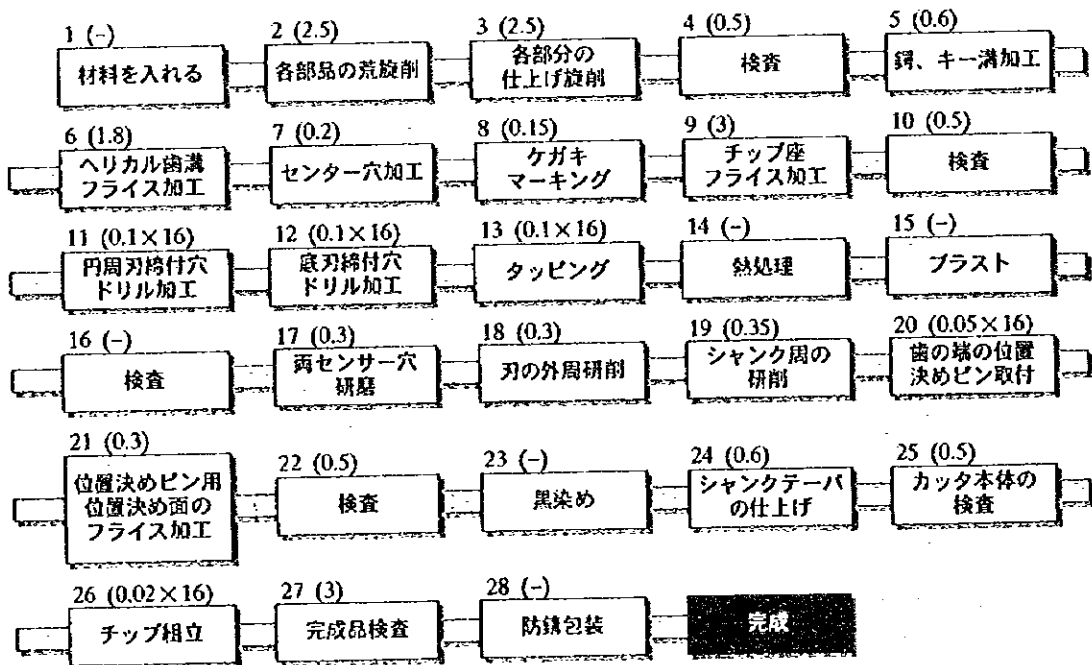 1 (-)
材料を入れる
2 (2.5)
各部品の荒旋削
3 (2.5)
各部分の
仕上げ旋削
4 (0.5)
検査
5 (0.6)
鍔、キー溝加工
6 (1.8)
ヘリカル歯溝
フライス加工
7 (0.2)
センター穴加工
8 (0.15)
ケガキ
マーキング
9 (3)
チップ座
フライス加工
10 (0.5)
検査
11 (0.1×16)
円周刃締付穴
ドリル加工
12 (0.1×16)
底刃締付穴
ドリル加工
13 (0.1×16)
タッピング
14 (-)
熱処理
15 (-)
ブラスト
16 (-)
検査
17 (0.3)
両センサー穴
研磨
18 (0.3)
刃の外周研削
19 (0.35)
シャンク周の
研削
20 (0.05×16)
歯の端の位置
決めピン取付
21 (0.3)
位置決めピン用
位置決め面の
フライス加工
22 (0.5)
検査
23 (-)
黒染め
24 (0.6)
シャンクテーパ
の仕上げ
25 (0.5)
カッタ本体の
検査
26 (0.02×16)
チップ組立
27 (3)
完成品検査
28 (-)
防錆包装
完成